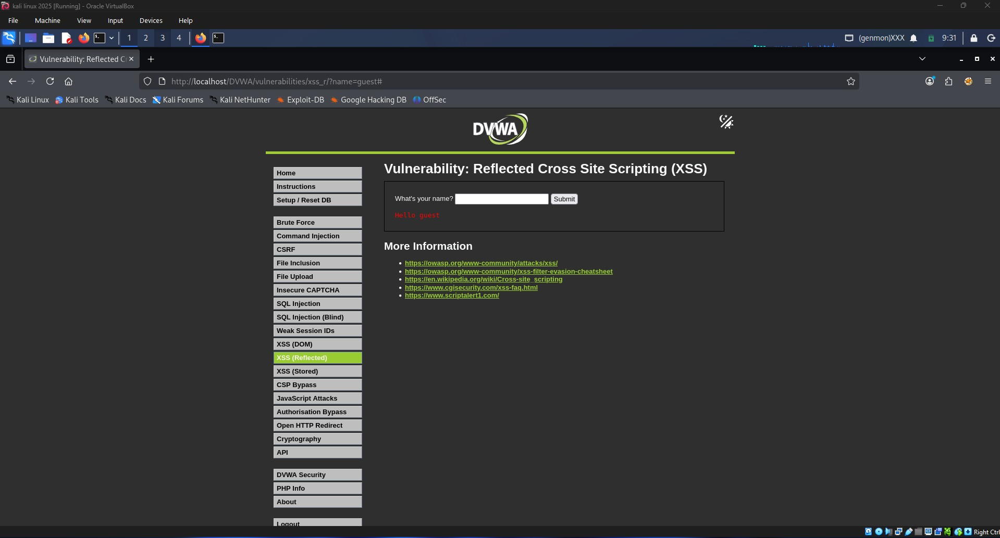 kali linux 2025 [Running] - Oracle VirtualBox
File Machine View Input Devices Help
1 2 3 4 (genmon)XXX 9:31
Vulnerability: Reflected C
http://localhost/DVWA/vulnerabilities/xss_r/?name=guest#
Kali Linux Kali Tools Kali Docs Kali Forums Kali NetHunter Exploit-DB Google Hacking DB OffSec
DVWA
Home
Instructions
Setup / Reset DB
Brute Force
Command Injection
CSRF
File Inclusion
File Upload
Insecure CAPTCHA
SQL Injection
SQL Injection (Blind)
Weak Session IDs
XSS (DOM)
XSS (Reflected)
XSS (Stored)
CSP Bypass
JavaScript Attacks
Authorisation Bypass
Open HTTP Redirect
Cryptography
API
DVWA Security
PHP Info
About
Logout
Vulnerability: Reflected Cross Site Scripting (XSS)
What's your name? Submit
Hello guest
More Information
https://owasp.org/www-community/attacks/xss/
https://owasp.org/www-community/xss-filter-evasion-cheatsheet
https://en.wikipedia.org/wiki/Cross-site_scripting
https://www.cgisecurity.com/xss-faq.html
https://www.scriptalert1.com/
Right Ctrl